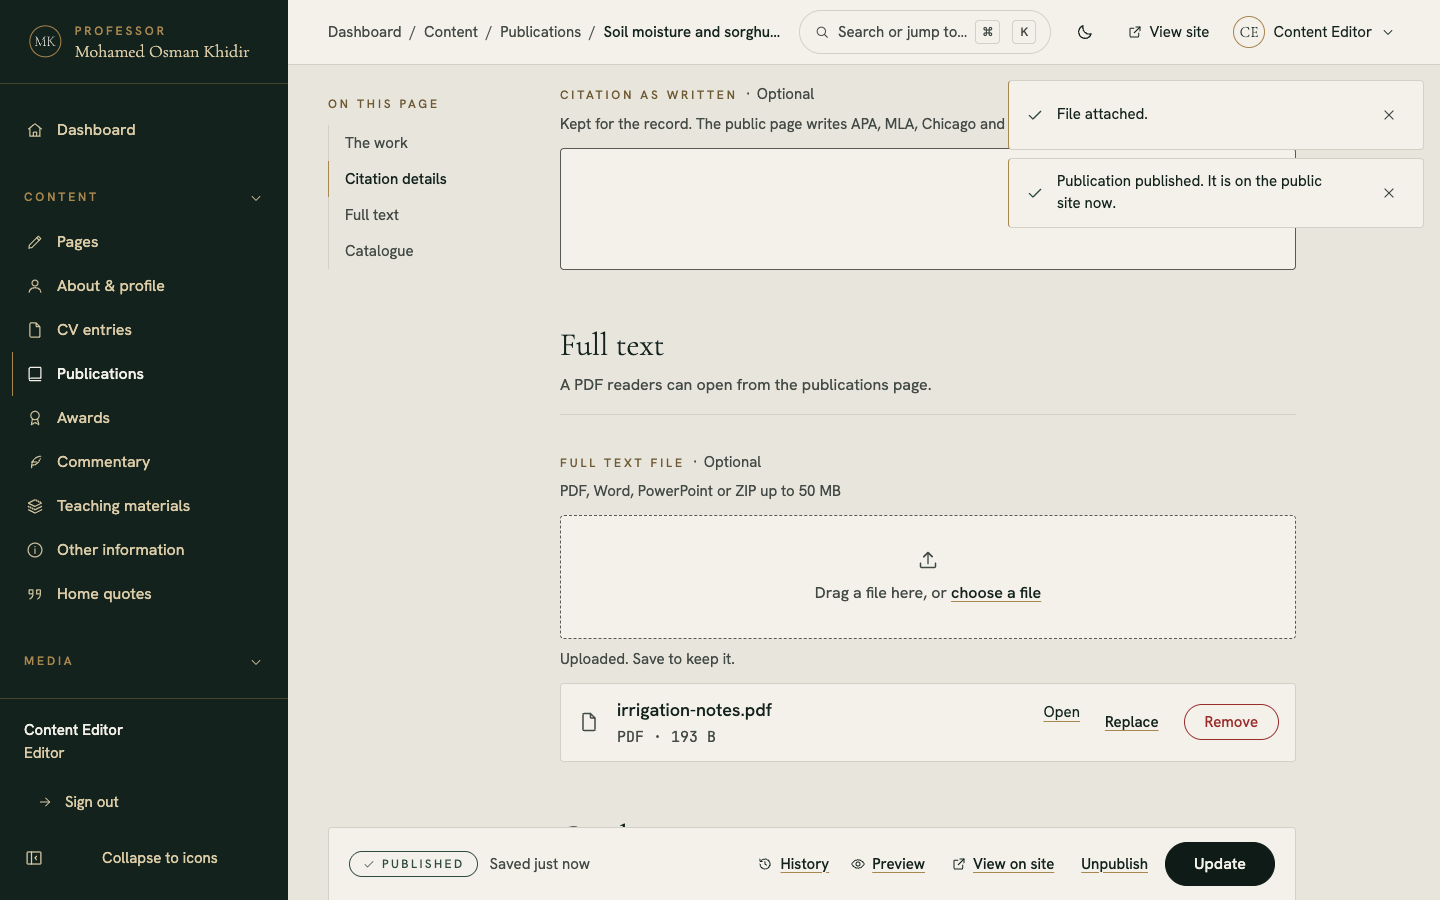 MK
PROFESSOR
Mohamed Osman Khidir
Dashboard
CONTENT
Pages
About & profile
CV entries
Publications
Awards
Commentary
Teaching materials
Other information
Home quotes
MEDIA
Content Editor
Editor
Sign out
Collapse to icons
Dashboard / Content / Publications / Soil moisture and sorghu...
Search or jump to... ⌘ K
View site
CE Content Editor
ON THIS PAGE
The work
Citation details
Full text
Catalogue
CITATION AS WRITTEN · Optional
Kept for the record. The public page writes APA, MLA, Chicago and
File attached.
Publication published. It is on the public
site now.
Full text
A PDF readers can open from the publications page.
FULL TEXT FILE · Optional
PDF, Word, PowerPoint or ZIP up to 50 MB
Drag a file here, or choose a file
Uploaded. Save to keep it.
irrigation-notes.pdf
PDF · 193 B
Open
Replace
Remove
PUBLISHED
Saved just now
History
Preview
View on site
Unpublish
Update